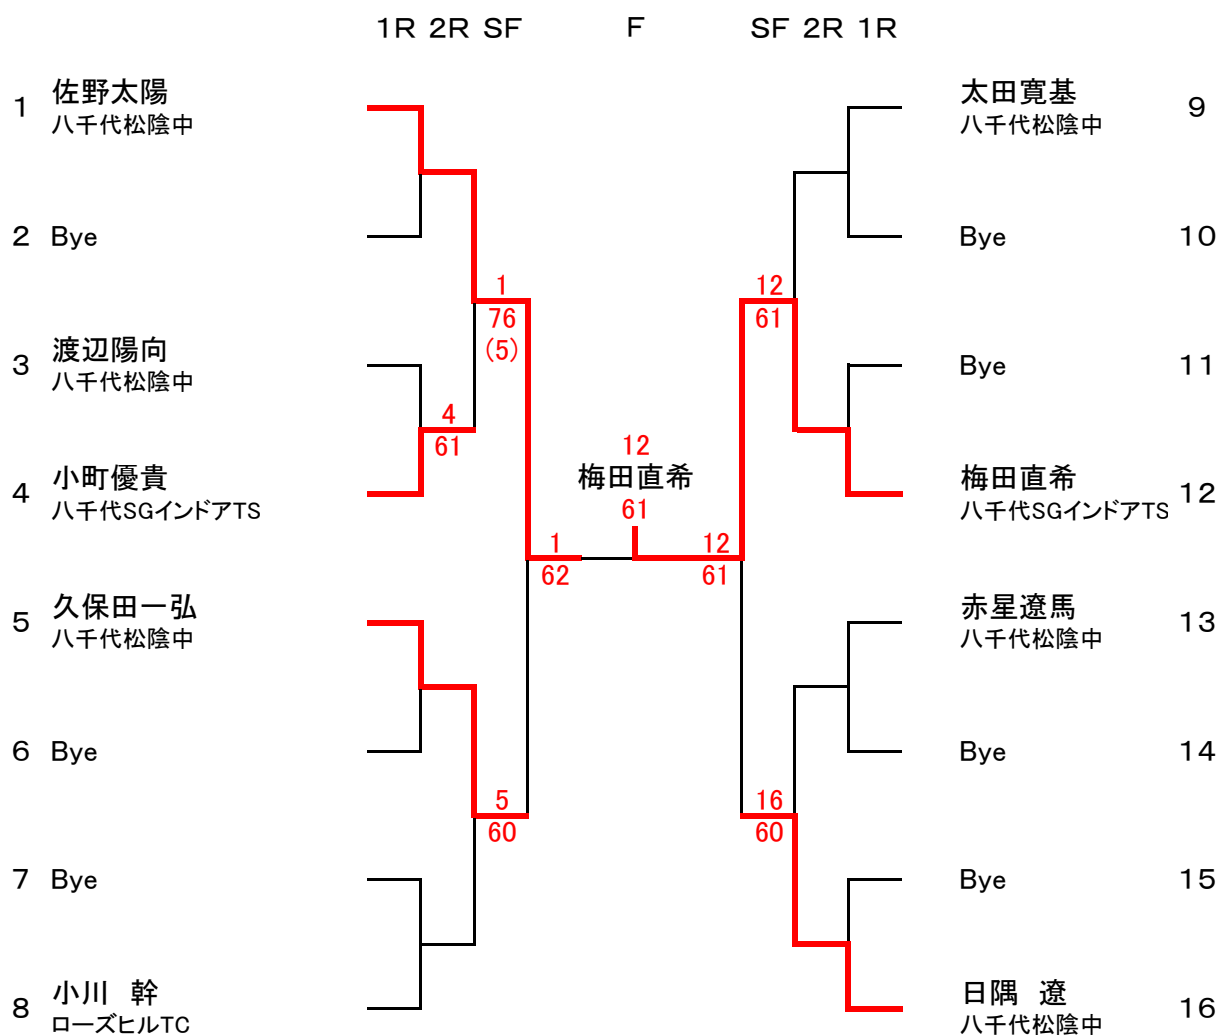 1R 2R SF F SF 2R 1R
1 佐野太陽
八千代松陰中
2 Bye
3 渡辺陽向
八千代松陰中
4 小町優貴
八千代SGインドアTS
5 久保田一弘
八千代松陰中
6 Bye
7 Bye
8 小川　幹
ローズヒルTC
4
61
1
76
(5)
5
60
1
62
12
梅田直希
61
12
61
12
61
16
60
太田寛基 9
八千代松陰中
Bye 10
Bye 11
梅田直希 12
八千代SGインドアTS
赤星遼馬 13
八千代松陰中
Bye 14
Bye 15
日隅　遼 16
八千代松陰中